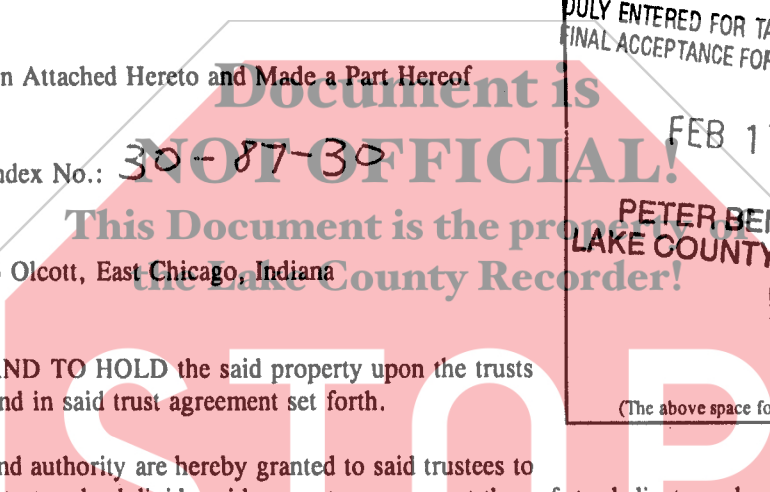 DULY ENTERED FOR TA
FINAL ACCEPTANCE FOR
n Attached Hereto and Made a Part Hereof
Document is
FEB 1
NOT OFFICIAL!
ndex No.: 30-87-30
This Document is the property of
PETER BE
LAKE COUNTY
the Lake County Recorder!
Olcott, East Chicago, Indiana
STOP
AND TO HOLD the said property upon the trusts
nd in said trust agreement set forth.
(The above space fo
nd authority are hereby granted to said trustees to